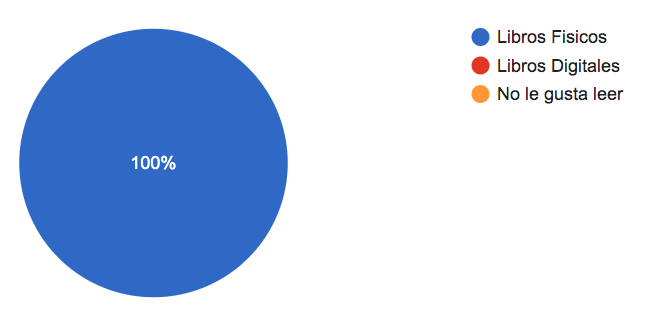 100%
Libros Fisicos
Libros Digitales
No le gusta leer